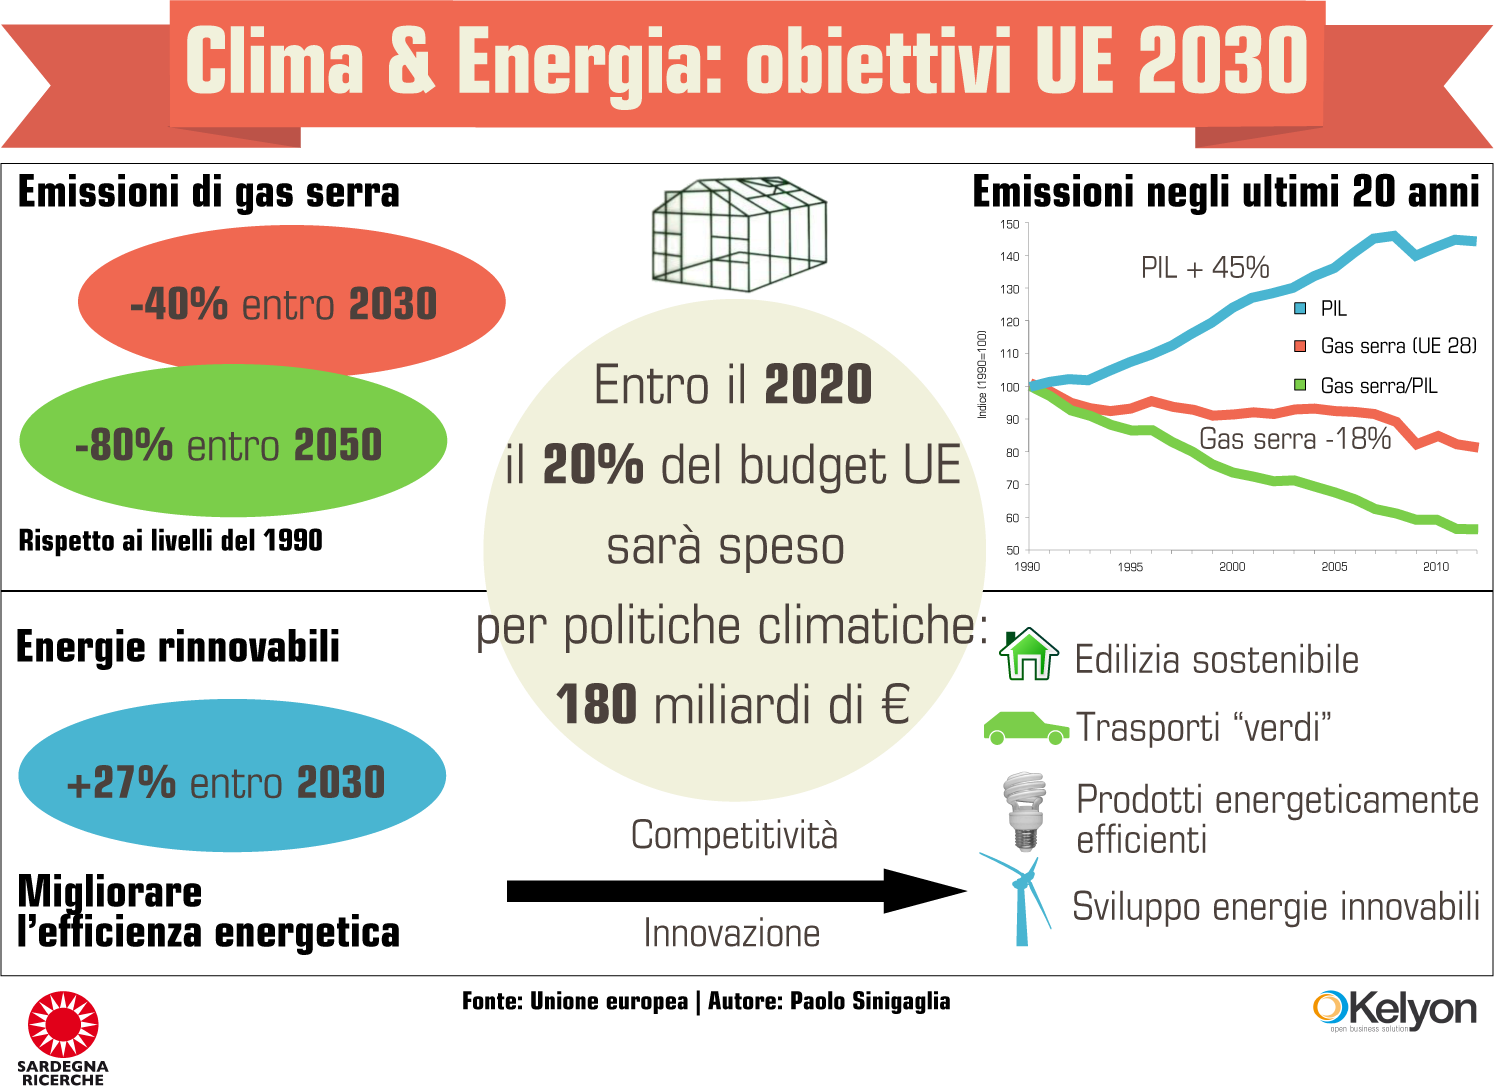 Clima & Energia: obiettivi UE 2030
Emissioni di gas serra
-40% entro 2030
-80% entro 2050
Rispetto ai livelli del 1990
Entro il 2020
il 20% del budget UE
sarà speso
per politiche climatiche:
180 miliardi di €
Emissioni negli ultimi 20 anni
150
140
130
120
110
100
90
80
70
60
50
Indice (1990=100)
1990
1995
2000
2005
2010
PIL + 45%
PIL
Gas serra (UE 28)
Gas serra/PIL
Gas serra -18%
Energie rinnovabili
+27% entro 2030
Migliorare
l'efficienza energetica
Competitività
Innovazione
Edilizia sostenibile
Trasporti “verdi”
Prodotti energeticamente
efficienti
Sviluppo energie innovabili
Fonte: Unione europea | Autore: Paolo Sinigaglia
SARDEGNA
RICERCHE
Kelyon
open business solution